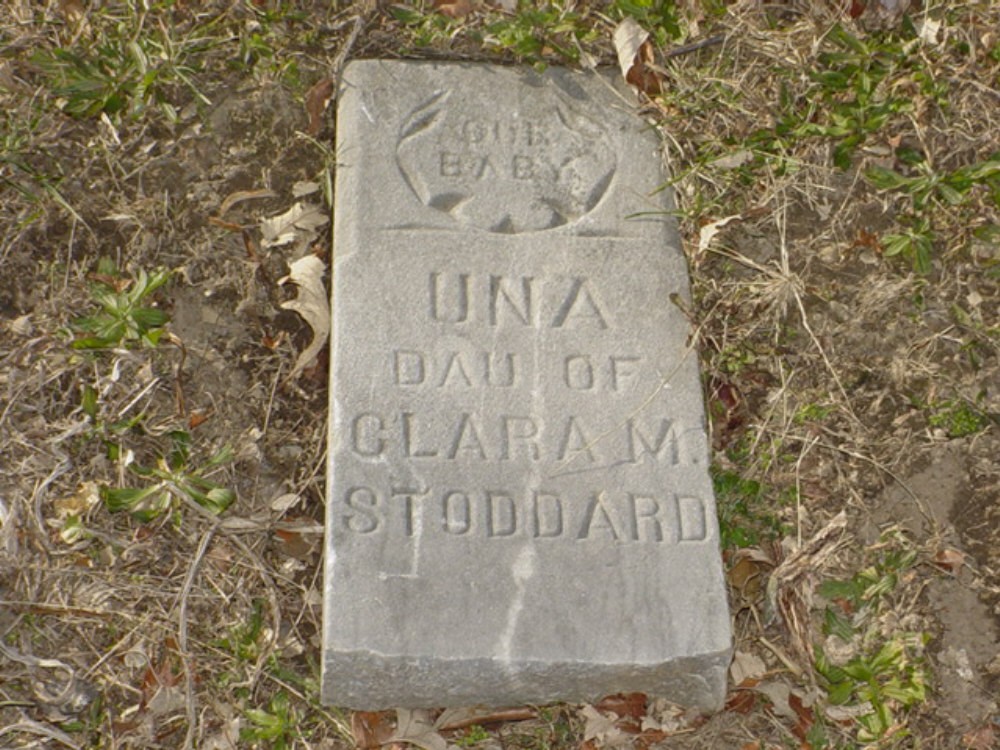 OUR
BABY
UNA
DAU OF
CLARA M.
STODDARD